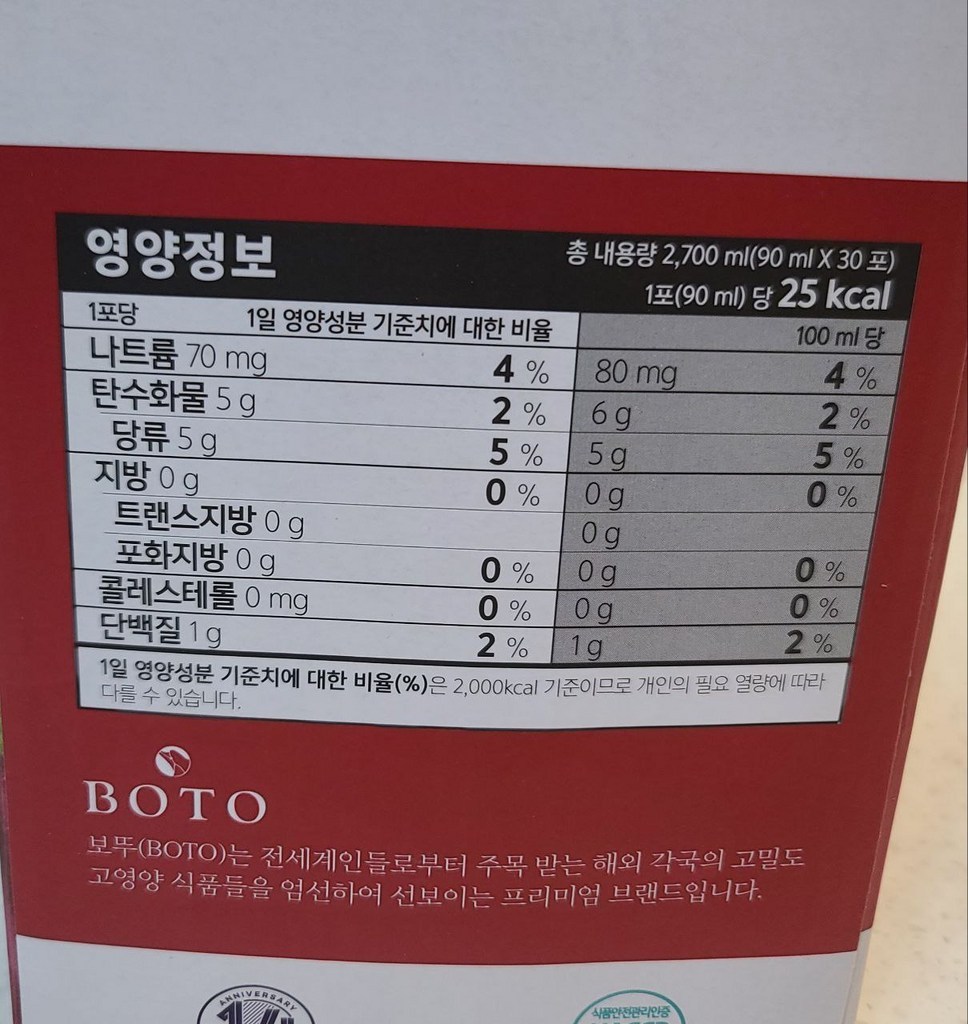 영양정보
총 내용량 2,700 ml(90 ml X 30 포)
1포(90 ml) 당 25 kcal
1포당 1일 영양성분 기준치에 대한 비율 100 ml 당
나트륨 70 mg 4 % 80 mg 4 %
탄수화물 5 g 2 % 6 g 2 %
당류 5 g 5 % 5 g 5 %
지방 0 g 0 % 0 g 0 %
트랜스지방 0 g 0 g
포화지방 0 g 0 % 0 g 0 %
콜레스테롤 0 mg 0 % 0 g 0 %
단백질 1 g 2 % 1 g 2 %
1일 영양성분 기준치에 대한 비율(%)은 2,000kcal 기준이므로 개인의 필요 열량에 따라
다를 수 있습니다.
BOTO
보뚜(BOTO)는 전세계인들로부터 주목 받는 해외 각국의 고밀도
고영양 식품들을 엄선하여 선보이는 프리미엄 브랜드입니다.
ANNIVERSARY
식품안전관리인증